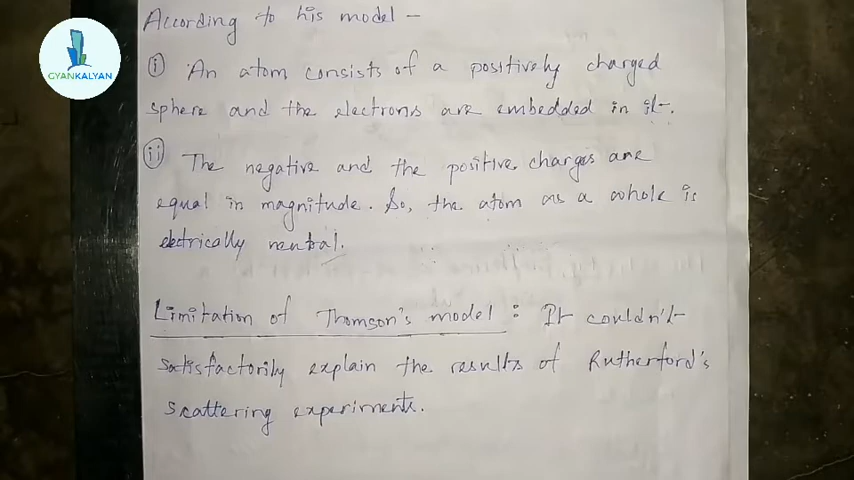 According to his model -
GYANKALYAN
(i) An atom consists of a positively charged
sphere and the electrons are embedded in it.
(ii) The negative and the positive charges are
equal in magnitude. So, the atom as a whole is
electrically neutral.
Limitation of Thomson's model : It couldn't
satisfactorily explain the results of Rutherford's
scattering experiments.